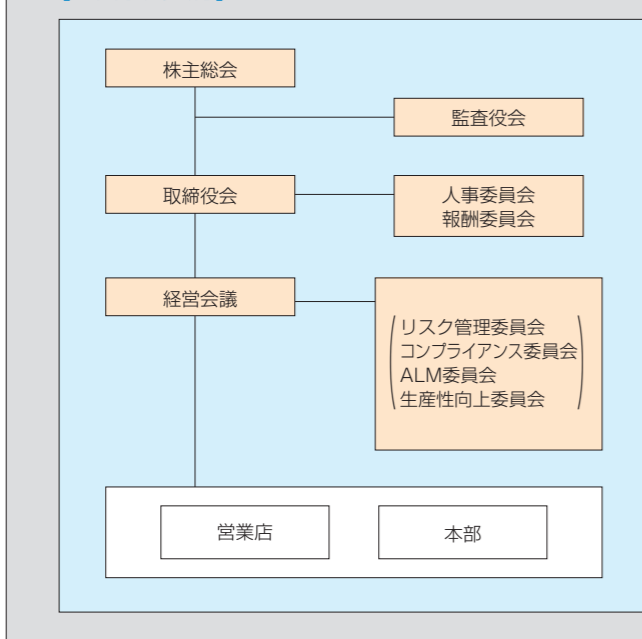 株主総会
監査役会
取締役会
人事委員会
報酬委員会
経営会議
リスク管理委員会
コンプライアンス委員会
ALM委員会
生産性向上委員会
営業店
本部